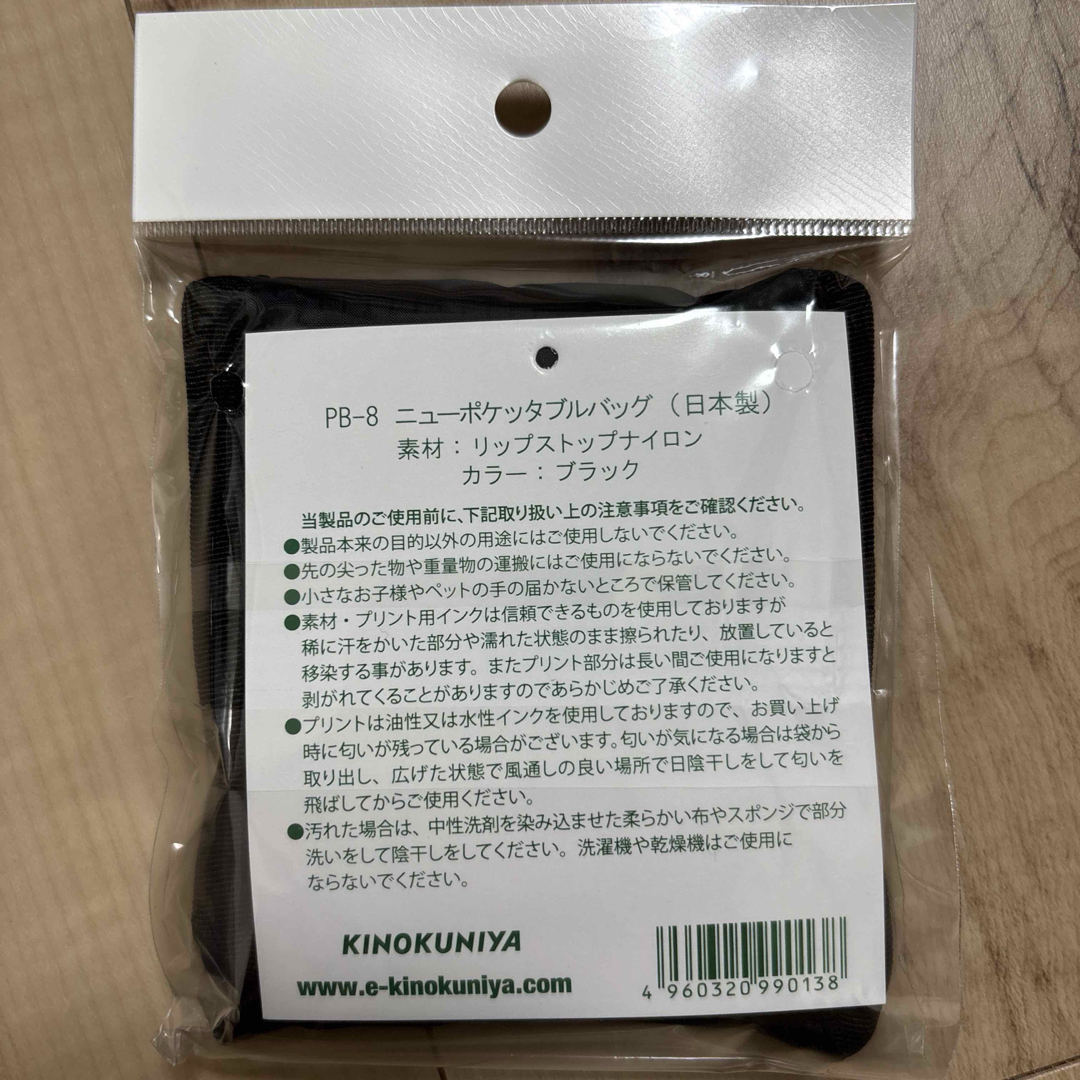 PB-8 ニューポケッタブルバッグ（日本製）
素材：リップストップナイロン
カラー：ブラック
当製品のご使用前に、下記取り扱い上の注意事項をご確認ください。
●製品本来の目的以外の用途にはご使用しないでください。
●先の尖った物や重量物の運搬にはご使用にならないでください。
●小さなお子様やペットの手の届かないところで保管してください。
●素材・プリント用インクは信頼できるものを使用しておりますが
稀に汗をかいた部分や濡れた状態のまま擦られたり、放置していると
移染する事があります。またプリント部分は長い間ご使用になりますと
剥がれてくることがありますのであらかじめご了承ください。
●プリントは油性又は水性インクを使用しておりますので、お買い上げ
時に匂いが残っている場合がございます。匂いが気になる場合は袋から
取り出し、広げた状態で風通しの良い場所で日陰干しをして匂いを
飛ばしてからご使用ください。
●汚れた場合は、中性洗剤を染み込ませた柔らかい布やスポンジで部分
洗いをして陰干しをしてください。洗濯機や乾燥機はご使用に
ならないでください。
KINOKUNIYA
www.e-kinokuniya.com
4 960320 990138